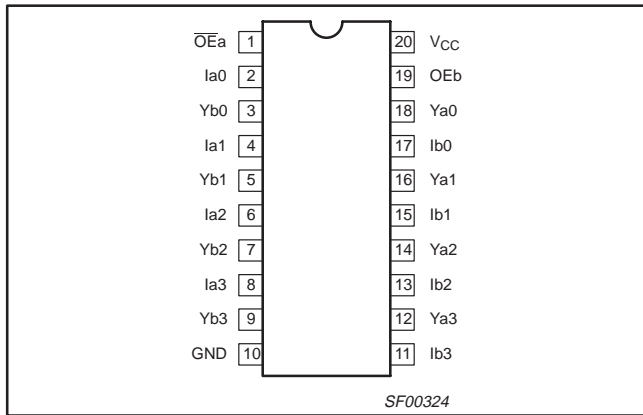 O̅E̅a 1 20 VCC
Ia0 2 19 OEb
Yb0 3 18 Ya0
Ia1 4 17 Ib0
Yb1 5 16 Ya1
Ia2 6 15 Ib1
Yb2 7 14 Ya2
Ia3 8 13 Ib2
Yb3 9 12 Ya3
GND 10 11 Ib3
SF00324